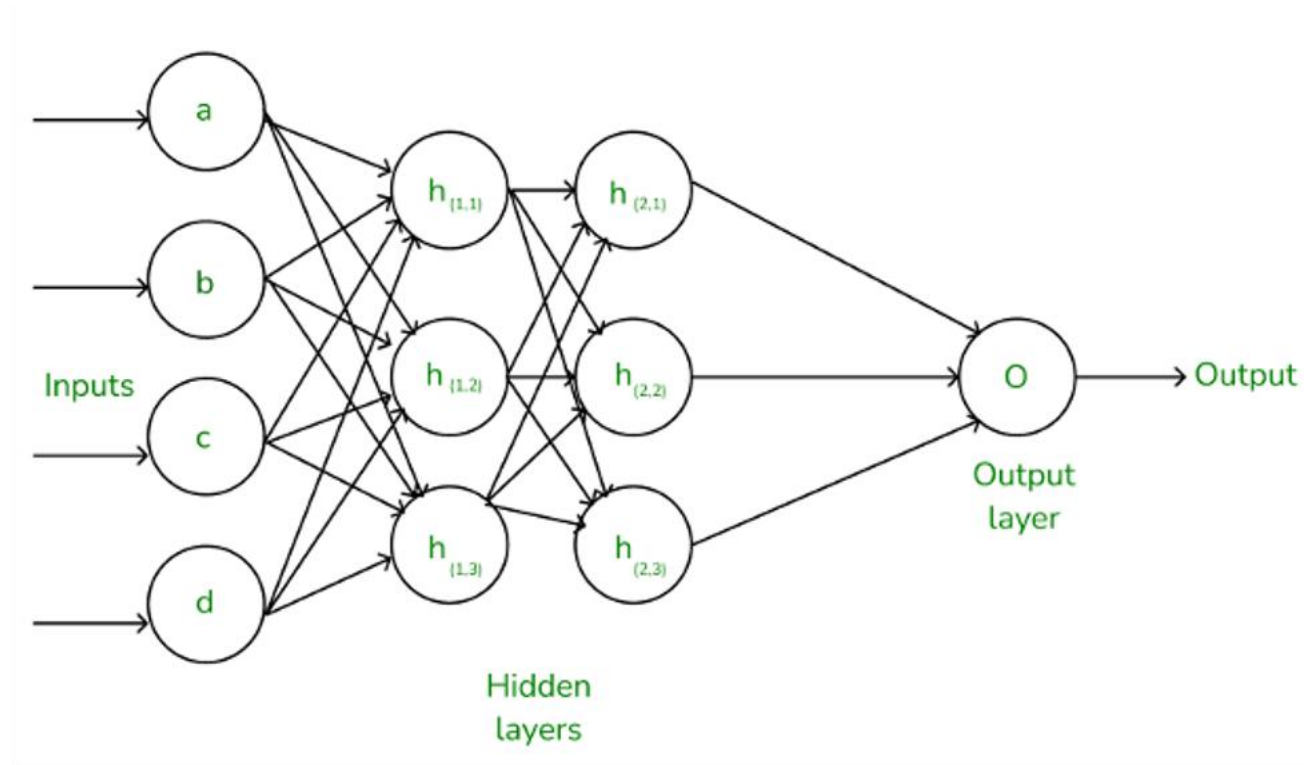 a
b
Inputs
c
d
h (1,1)
h (1,2)
h (1,3)
h (2,1)
h (2,2)
h (2,3)
Hidden
layers
O
Output
layer
Output